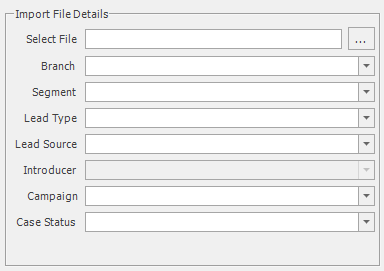 Import File Details
Select File ...
Branch
Segment
Lead Type
Lead Source
Introducer
Campaign
Case Status